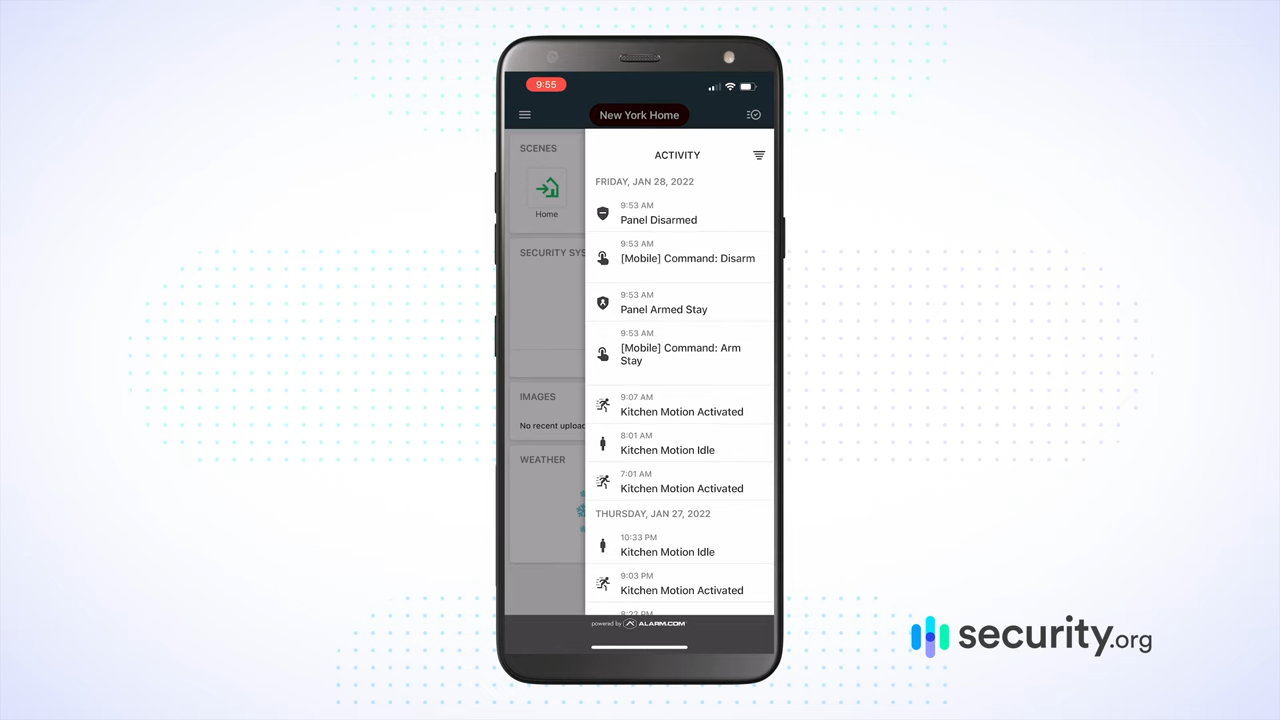 9:55
New York Home
SCENES
Home
SECURITY SYS
IMAGES
No recent uploa
WEATHER
ACTIVITY
FRIDAY, JAN 28, 2022
9:53 AM
Panel Disarmed
9:53 AM
[Mobile] Command: Disarm
9:53 AM
Panel Armed Stay
9:53 AM
[Mobile] Command: Arm
Stay
9:07 AM
Kitchen Motion Activated
8:01 AM
Kitchen Motion Idle
7:01 AM
Kitchen Motion Activated
THURSDAY, JAN 27, 2022
10:33 PM
Kitchen Motion Idle
9:03 PM
Kitchen Motion Activated
8:22 PM
powered by ALARM.COM
security.org